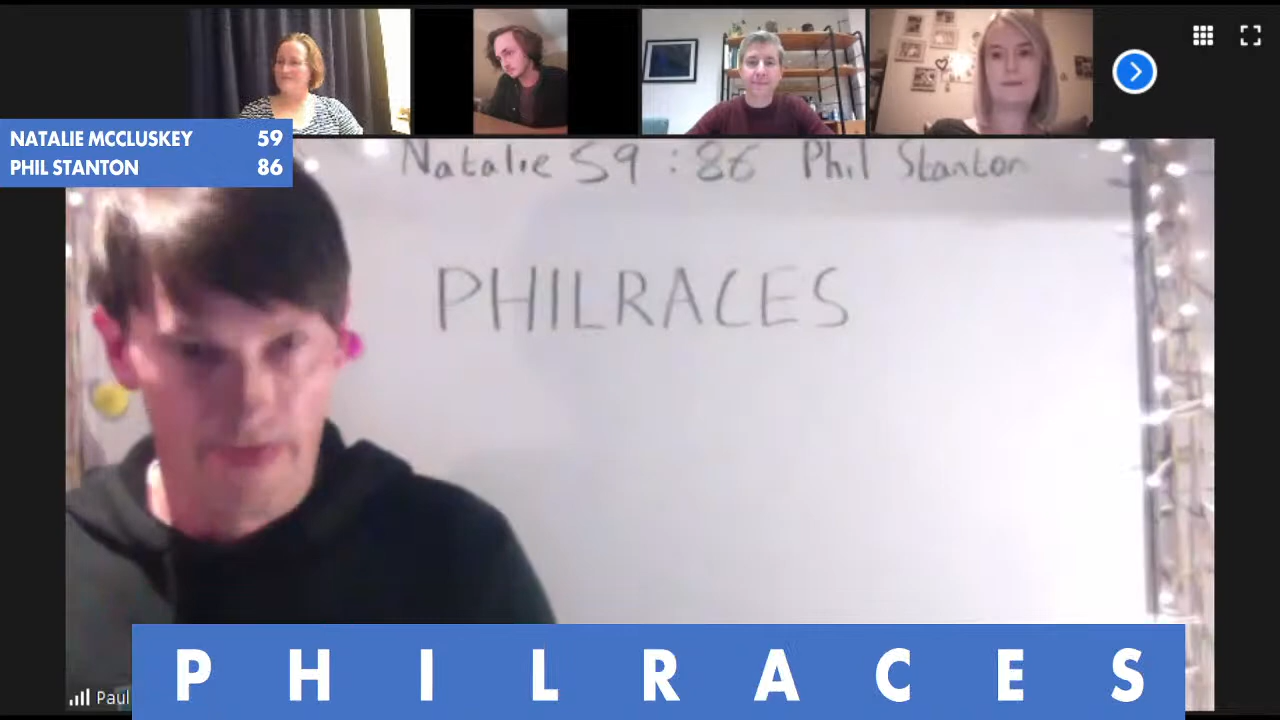 NATALIE MCCLUSKEY 59
PHIL STANTON 86
Natalie 59 : 86 Phil Stanton
PHILRACES
P H I L R A C E S
Paul